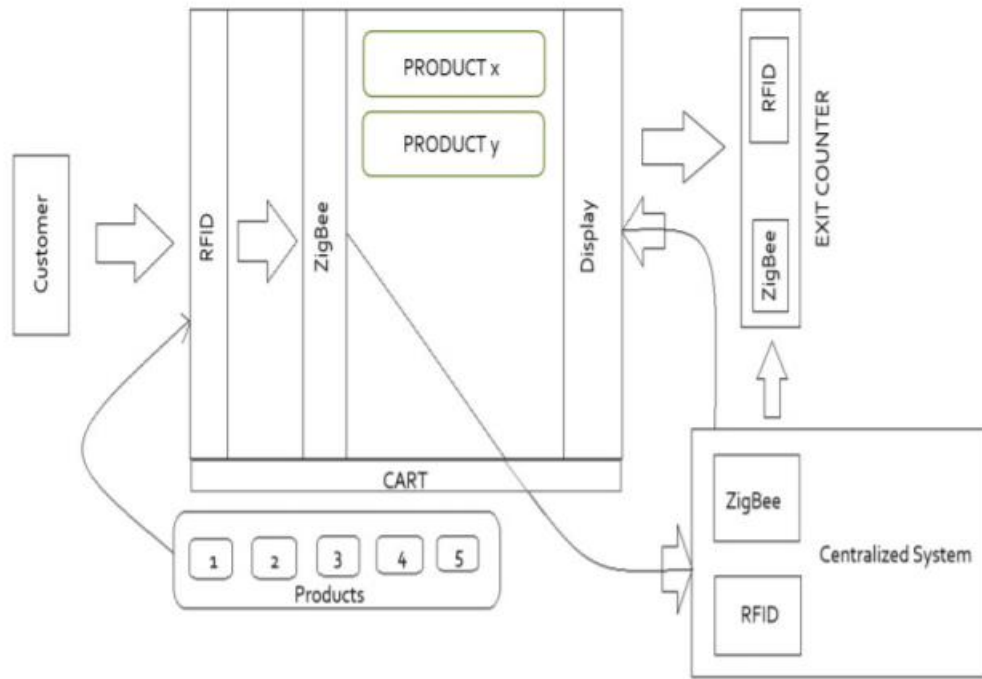 Customer
RFID
ZigBee
PRODUCT x
PRODUCT y
Display
CART
1
2
3
4
5
Products
RFID
ZigBee
EXIT COUNTER
ZigBee
Centralized System
RFID